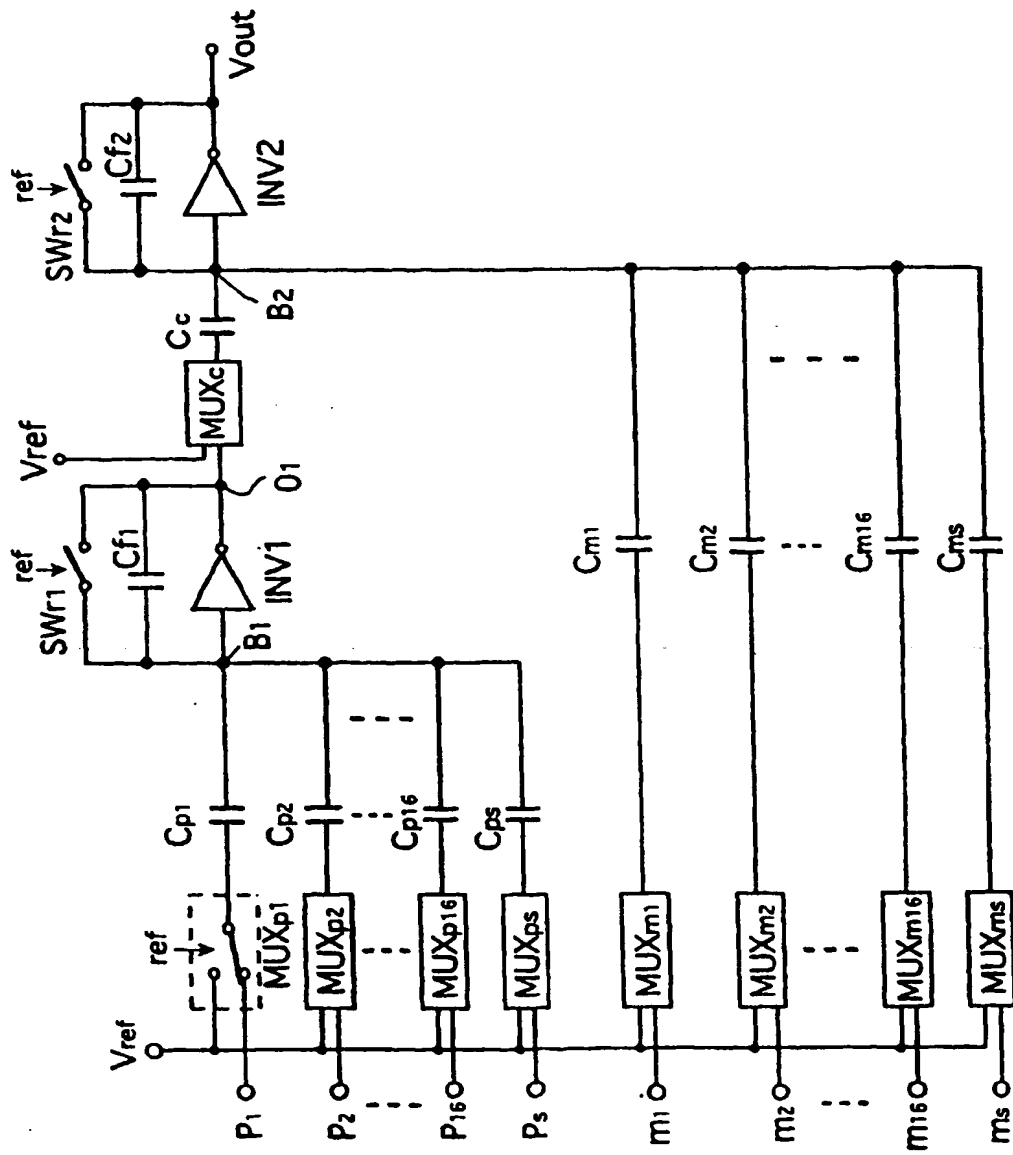 ref
SWr2
Cf2
Vout
INV2
B2
Cc
MUXc
Vref
O1
ref
SWr1
Cf1
INV1
B1
Cp1
Cp2
Cp16
Cps
ref
MUXp1
MUXp2
MUXp16
MUXps
Vref
P1
P2
P16
Ps
Cm1
Cm2
Cm16
Cms
MUXm1
MUXm2
MUXm16
MUXms
m1
m2
m16
ms